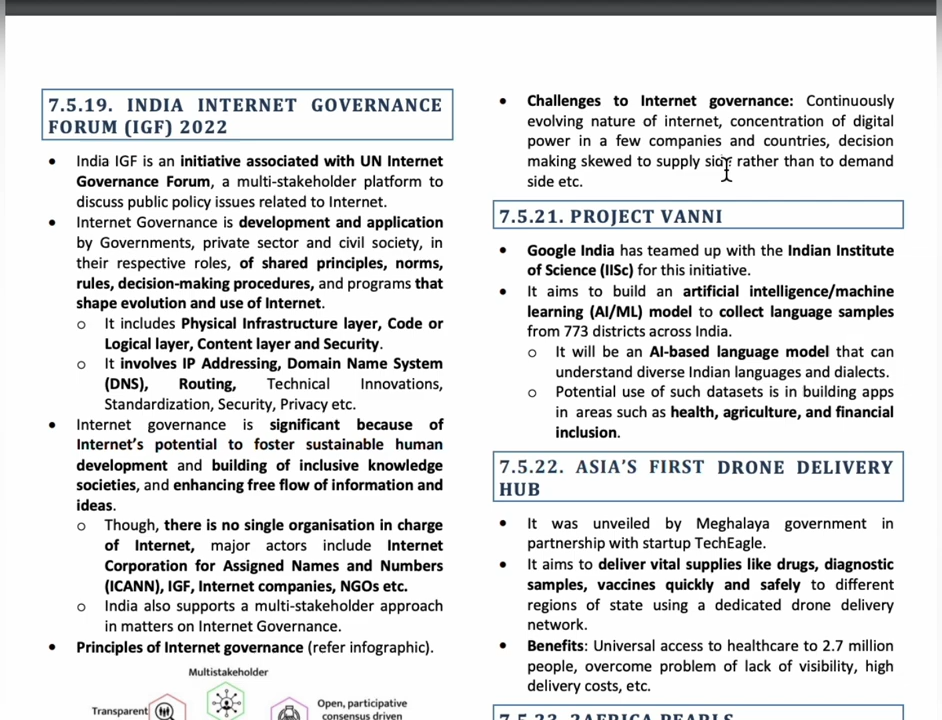 7.5.19. INDIA INTERNET GOVERNANCE
FORUM (IGF) 2022
• India IGF is an initiative associated with UN Internet
Governance Forum, a multi-stakeholder platform to
discuss public policy issues related to Internet.
• Internet Governance is development and application
by Governments, private sector and civil society, in
their respective roles, of shared principles, norms,
rules, decision-making procedures, and programs that
shape evolution and use of Internet.
o It includes Physical Infrastructure layer, Code or
Logical layer, Content layer and Security.
o It involves IP Addressing, Domain Name System
(DNS), Routing, Technical Innovations,
Standardization, Security, Privacy etc.
• Internet governance is significant because of
Internet's potential to foster sustainable human
development and building of inclusive knowledge
societies, and enhancing free flow of information and
ideas.
o Though, there is no single organisation in charge
of Internet, major actors include Internet
Corporation for Assigned Names and Numbers
(ICANN), IGF, Internet companies, NGOs etc.
o India also supports a multi-stakeholder approach
in matters on Internet Governance.
• Principles of Internet governance (refer infographic).
Multistakeholder
Transparent
Open, participative
consensus driven
• Challenges to Internet governance: Continuously
evolving nature of internet, concentration of digital
power in a few companies and countries, decision
making skewed to supply side rather than to demand
side etc.
7.5.21. PROJECT VANNI
• Google India has teamed up with the Indian Institute
of Science (IISc) for this initiative.
• It aims to build an artificial intelligence/machine
learning (AI/ML) model to collect language samples
from 773 districts across India.
o It will be an AI-based language model that can
understand diverse Indian languages and dialects.
o Potential use of such datasets is in building apps
in areas such as health, agriculture, and financial
inclusion.
7.5.22. ASIA'S FIRST DRONE DELIVERY
HUB
• It was unveiled by Meghalaya government in
partnership with startup TechEagle.
• It aims to deliver vital supplies like drugs, diagnostic
samples, vaccines quickly and safely to different
regions of state using a dedicated drone delivery
network.
• Benefits: Universal access to healthcare to 2.7 million
people, overcome problem of lack of visibility, high
delivery costs, etc.
7.5.23. 2AFRICA PEARLS